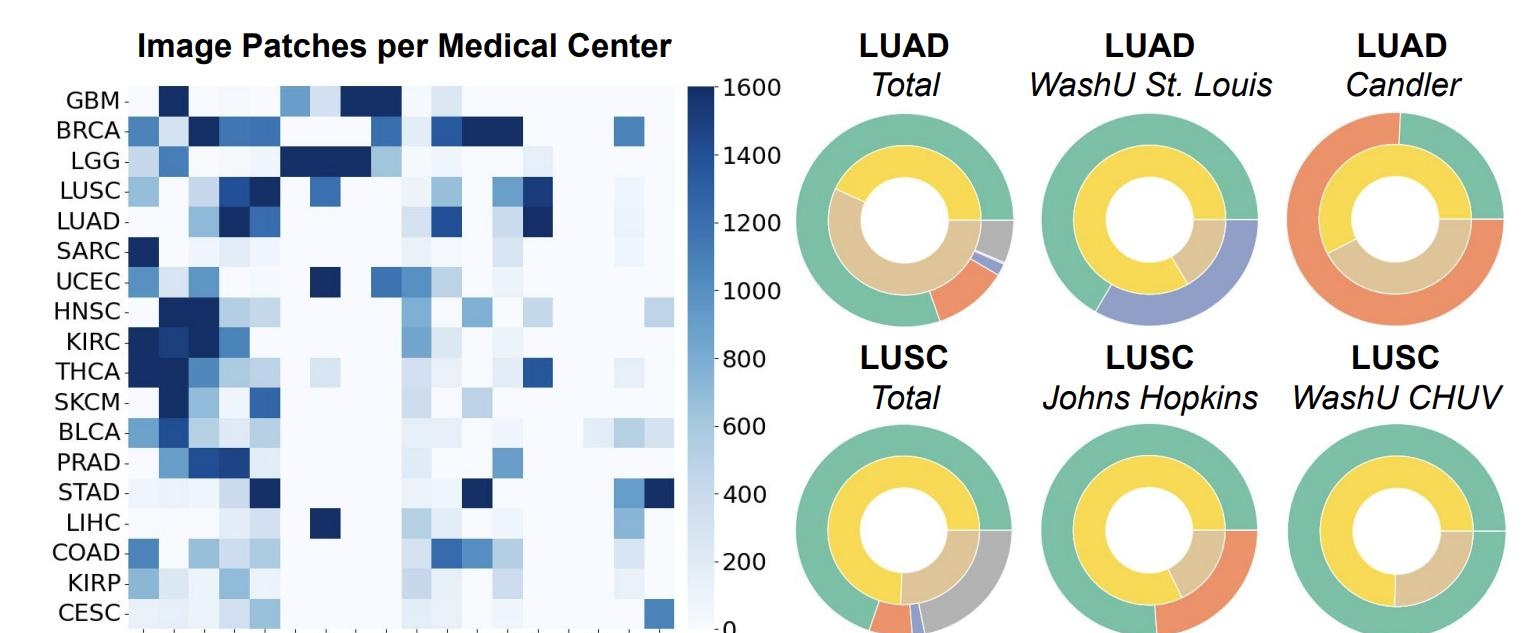 Image Patches per Medical Center
GBM
BRCA
LGG
LUSC
LUAD
SARC
UCEC
HNSC
KIRC
THCA
SKCM
BLCA
PRAD
STAD
LIHC
COAD
KIRP
CESC
1600
1400
1200
1000
800
600
400
200
0
LUAD
Total
LUAD
WashU St. Louis
LUAD
Candler
LUSC
Total
LUSC
Johns Hopkins
LUSC
WashU CHUV